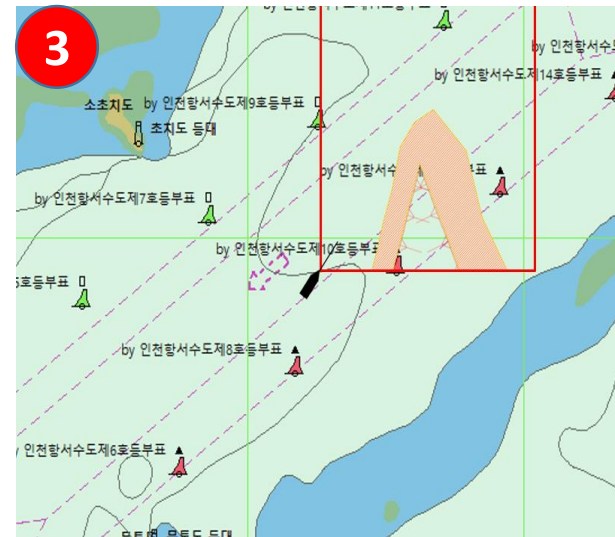 3
by 인천항서수도제9호등부표
by 인천항서수도제14호등부표
소초치도
초치도 등대
by 인천항서수도제7호등부표
by 인천항서수도제10호등부표
5호등부표
by 인천항서수도제8호등부표
인천항서수도제6호등부표
등대